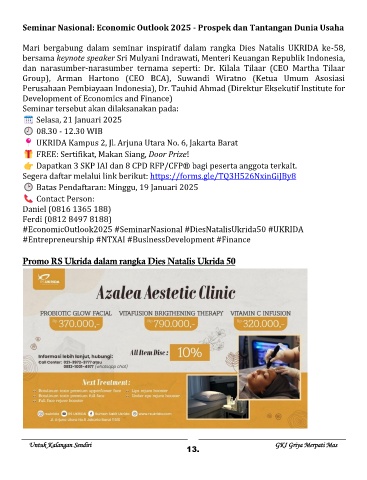 Seminar Nasional: Economic Outlook 2025 - Prospek dan Tantangan Dunia Usaha
Mari bergabung dalam seminar inspiratif dalam rangka Dies Natalis UKRIDA ke-58,
bersama keynote speaker Sri Mulyani Indrawati, Menteri Keuangan Republik Indonesia,
dan narasumber-narasumber ternama seperti: Dr. Kilala Tilaar (CEO Martha Tilaar
Group), Arman Hartono (CEO BCA), Suwandi Wiratno (Ketua Umum Asosiasi
Perusahaan Pembiayaan Indonesia), Dr. Tauhid Ahmad (Direktur Eksekutif Institute for
Development of Economics and Finance)
Seminar tersebut akan dilaksanakan pada:
Selasa, 21 Januari 2025
08.30 - 12.30 WIB
UKRIDA Kampus 2, Jl. Arjuna Utara No. 6, Jakarta Barat
FREE: Sertifikat, Makan Siang, Door Prize!
Dapatkan 3 SKP IAI dan 8 CPD RFP/CFP® bagi peserta anggota terkait.
Segera daftar melalui link berikut: https://forms.gle/TQ3H526NxinGiJBy8
Batas Pendaftaran: Minggu, 19 Januari 2025
Contact Person:
Daniel (0816 1365 188)
Ferdi (0812 8497 8188)
#EconomicOutlook2025 #SeminarNasional #DiesNatalisUkrida50 #UKRIDA
#Entrepreneurship #NTXAI #BusinessDevelopment #Finance
Promo RS Ukrida dalam rangka Dies Natalis Ukrida 50
UKRIDA
Azalea Aestetic Clinic
PROBIOTIC GLOW FACIAL VITAFUSION BRIGTHENING THERAPY VITAMIN C INFUSION
Rp 370.000,- Rp 790.000,- Rp 320.000,-
All Item Disc : 10%
Informasi lebih lanjut, hubungi:
Call Center:
(whatsapp chat)
Next Treatment :
Untuk Kalangan Sendiri
GKI Griya Merpati Mas
13.